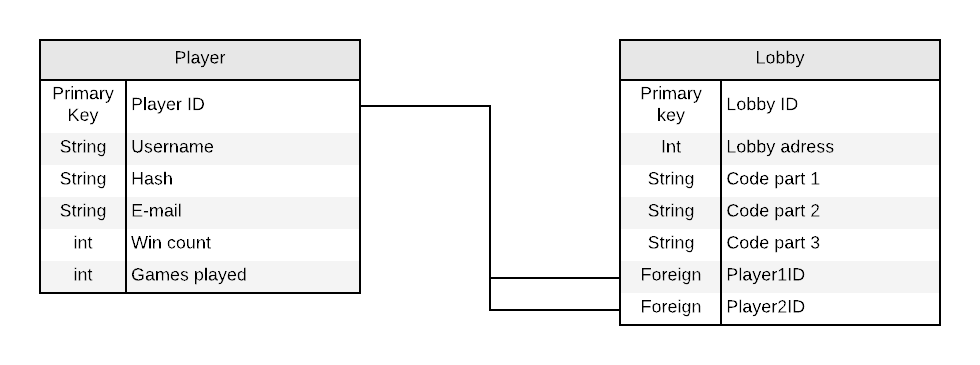 Player
Primary
Key
Player ID
String Username
String Hash
String E-mail
int Win count
int Games played
Lobby
Primary
key
Lobby ID
Int Lobby adress
String Code part 1
String Code part 2
String Code part 3
Foreign Player1ID
Foreign Player2ID